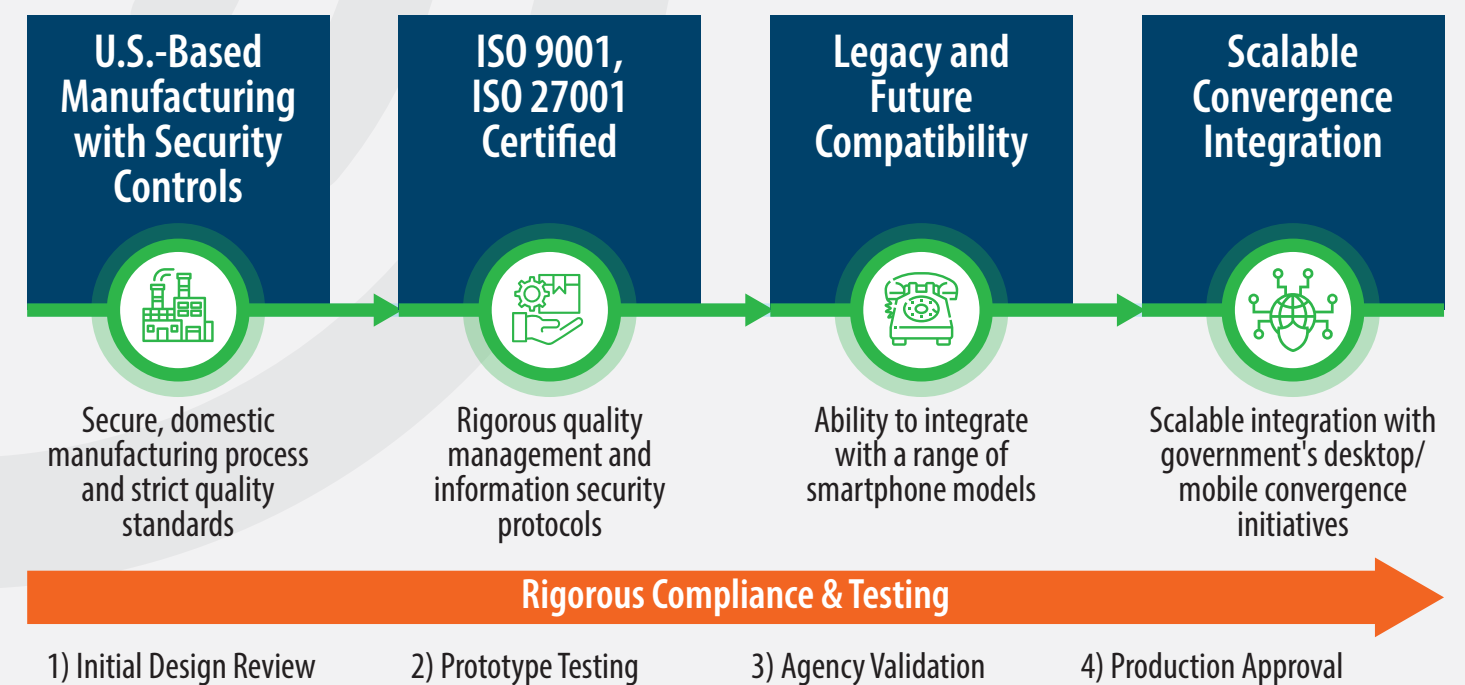 U.S.-Based
Manufacturing
with Security
Controls
ISO 9001,
ISO 27001
Certified
Legacy and
Future
Compatibility
Scalable
Convergence
Integration
Secure, domestic
manufacturing process
and strict quality
standards
Rigorous quality
management and
information security
protocols
Ability to integrate
with a range of
smartphone models
Scalable integration with
government's desktop/
mobile convergence
initiatives
Rigorous Compliance & Testing
1) Initial Design Review
2) Prototype Testing
3) Agency Validation
4) Production Approval